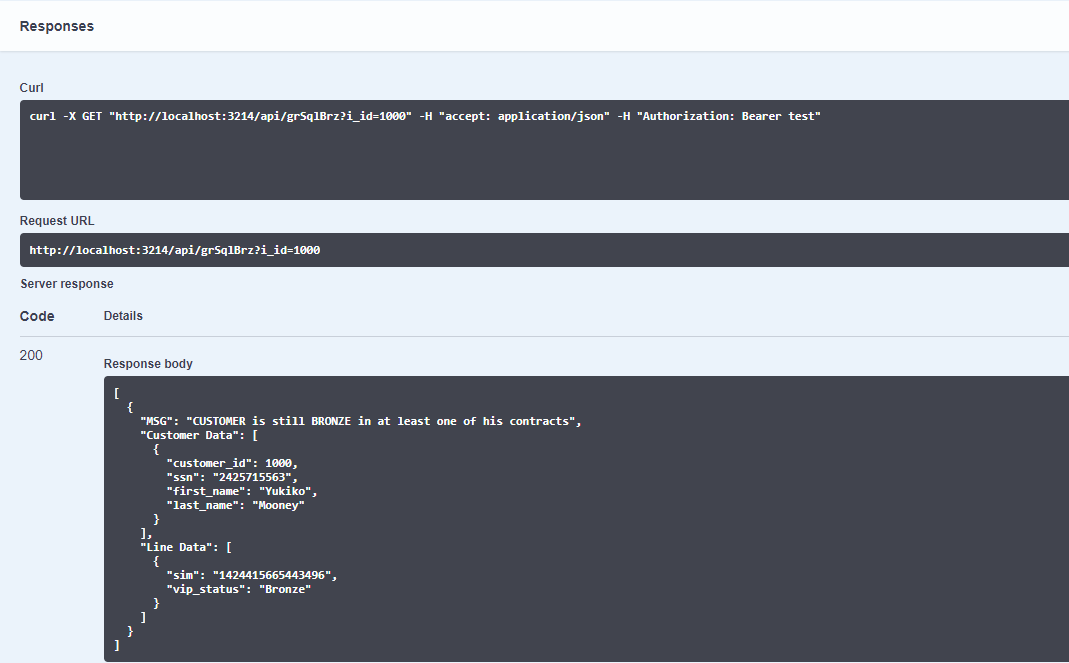 Responses
Curl
curl -X GET "http://localhost:3214/api/grSqlBrz?i_id=1000" -H "accept: application/json" -H "Authorization: Bearer test"
Request URL
http://localhost:3214/api/grSqlBrz?i_id=1000
Server response
Code Details
200
Response body
[
{
"MSG": "CUSTOMER is still BRONZE in at least one of his contracts",
"Customer Data": [
{
"customer_id": 1000,
"ssn": "2425715563",
"first_name": "Yukiko",
"last_name": "Mooney"
}
],
"Line Data": [
{
"sim": "1424415665443496",
"vip_status": "Bronze"
}
]
}
]